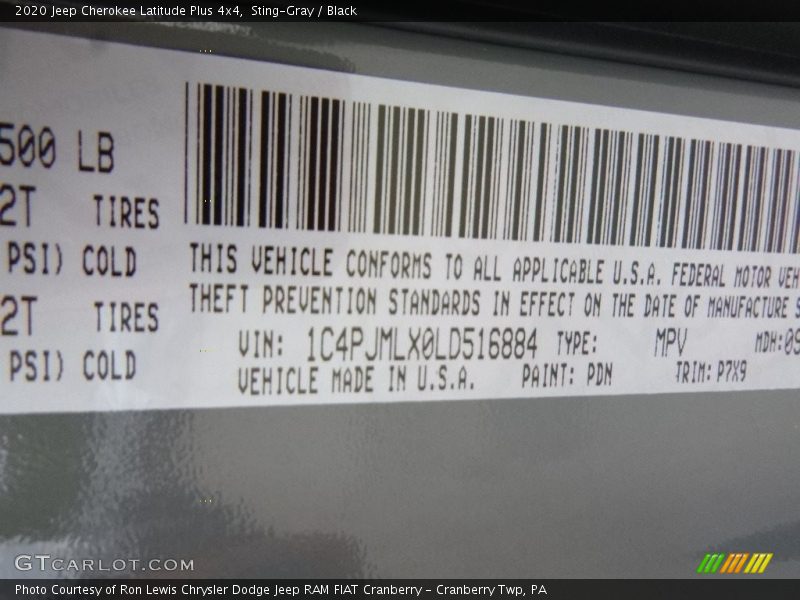 2020 Jeep Cherokee Latitude Plus 4x4, Sting-Gray / Black
500 LB
2T TIRES
PSI) COLD
2T TIRES
PSI) COLD
THIS VEHICLE CONFORMS TO ALL APPLICABLE U.S.A. FEDERAL MOTOR VEH
THEFT PREVENTION STANDARDS IN EFFECT ON THE DATE OF MANUFACTURE S
VIN: 1C4PJMLX0LD516884 TYPE: MPV MDH:09
VEHICLE MADE IN U.S.A. PAINT: PDN TRIM: P7X9
GTCARLOT.COM
Photo Courtesy of Ron Lewis Chrysler Dodge Jeep RAM FIAT Cranberry - Cranberry Twp, PA